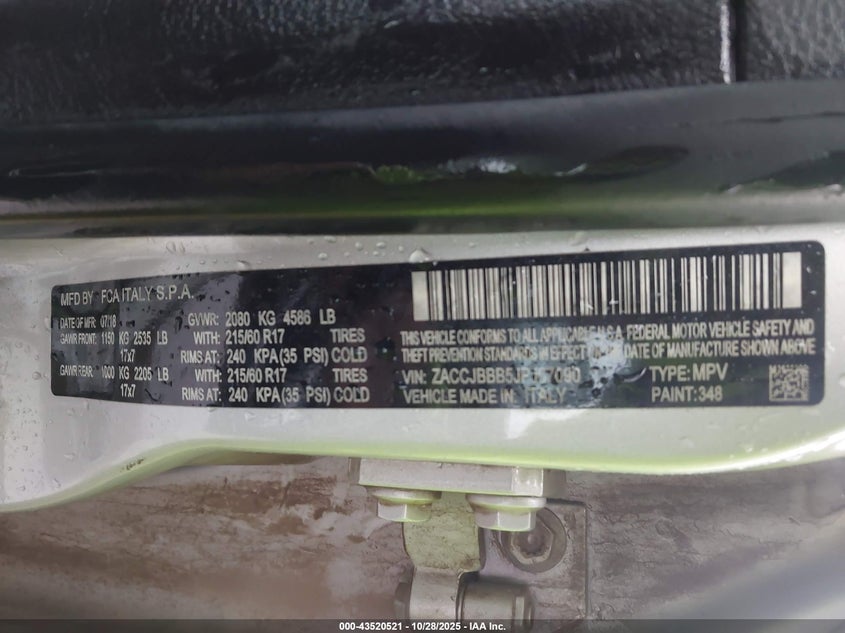 MFD BY FCA ITALY S.P.A.
DATE OF MFR: 07/18 GVWR: 2080 KG 4586 LB
GAWR FRONT: 1150 KG 2535 LB WITH: 215/60 R17 TIRES
17x7 RIMS AT: 240 KPA (35 PSI) COLD
GAWR REAR: 1000 KG 2205 LB WITH: 215/60 R17 TIRES
17x7 RIMS AT: 240 KPA (35 PSI) COLD
THIS VEHICLE CONFORMS TO ALL APPLICABLE FEDERAL MOTOR VEHICLE SAFETY AND
THEFT PREVENTION STANDARDS IN EFFECT ON THE DATE OF MANUFACTURE SHOWN ABOVE.
VIN: TYPE: MPV
VEHICLE MADE IN: ITALY PAINT: 348
000-43520521 | 10/28/2025 - IAA Inc.